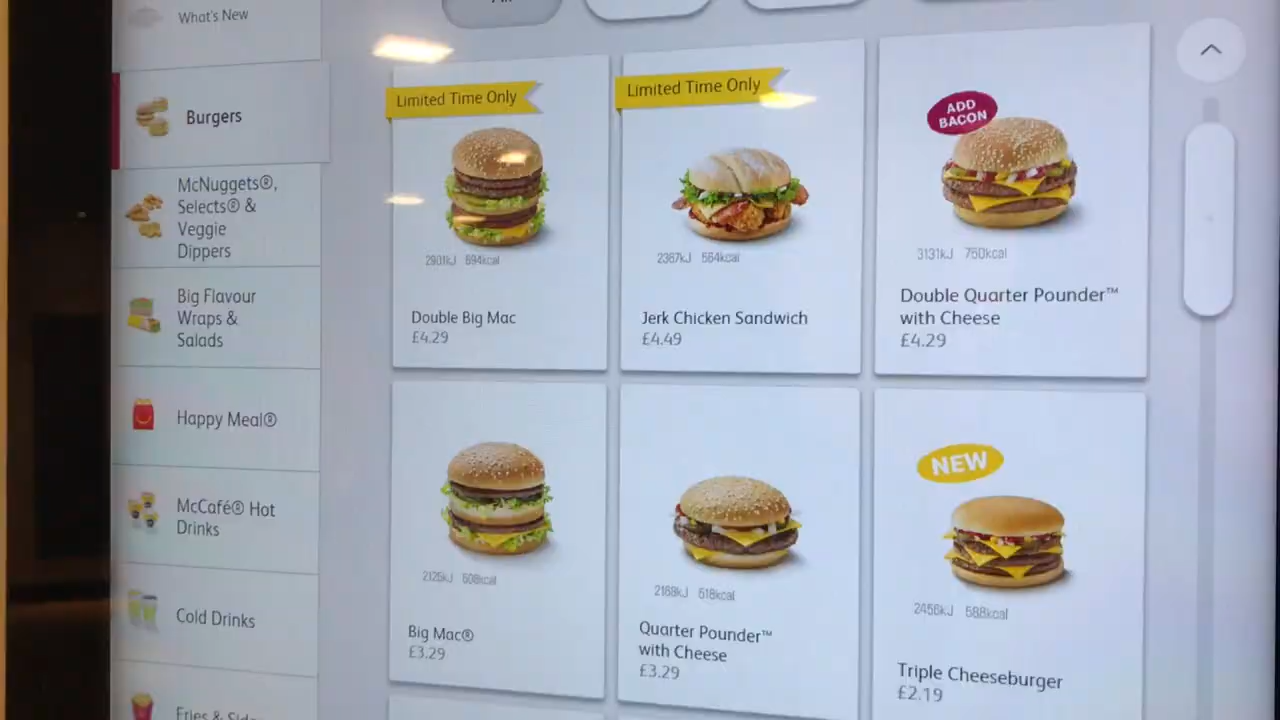 What's New
Burgers
McNuggets®,
Selects® &
Veggie
Dippers
Big Flavour
Wraps &
Salads
Happy Meal®
McCafé® Hot
Drinks
Cold Drinks
Fries &
Limited Time Only
2901kJ 694kcal
Double Big Mac
£4.29
Limited Time Only
2367kJ 564kcal
Jerk Chicken Sandwich
£4.49
ADD
BACON
3131kJ 750kcal
Double Quarter Pounder™
with Cheese
£4.29
2125kJ 508kcal
Big Mac®
£3.29
2168kJ 518kcal
Quarter Pounder™
with Cheese
£3.29
NEW
2456kJ 588kcal
Triple Cheeseburger
£2.19